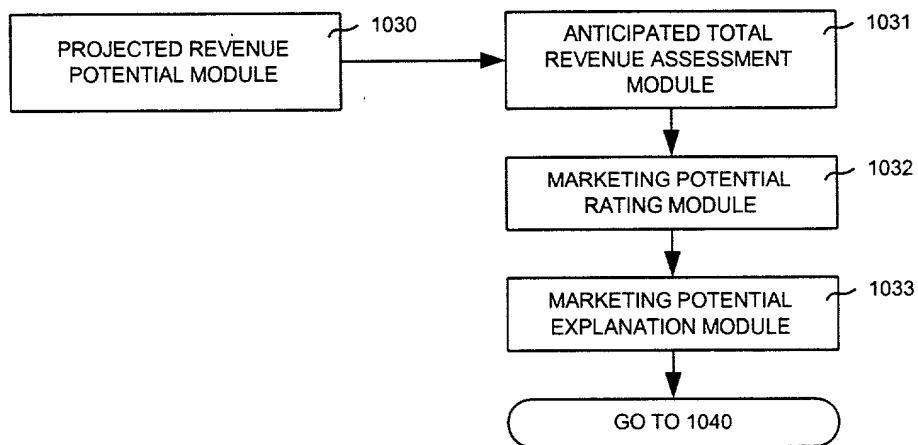 PROJECTED REVENUE
POTENTIAL MODULE
1030
ANTICIPATED TOTAL
REVENUE ASSESSMENT
MODULE
1031
MARKETING POTENTIAL
RATING MODULE
1032
MARKETING POTENTIAL
EXPLANATION MODULE
1033
GO TO 1040